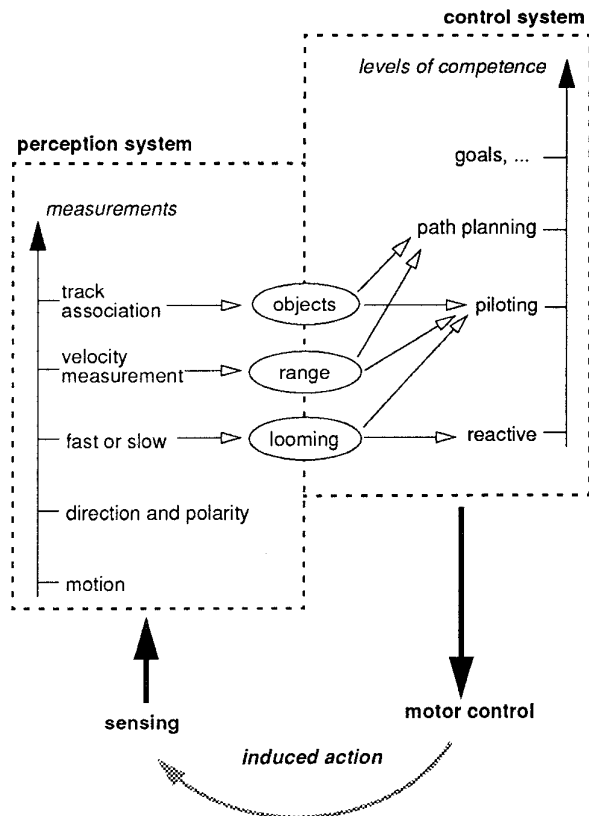 control system
levels of competence
perception system
goals, ...
measurements
path planning
track
association
objects
piloting
velocity
measurement
range
fast or slow
looming
reactive
direction and polarity
motion
sensing
motor control
induced action